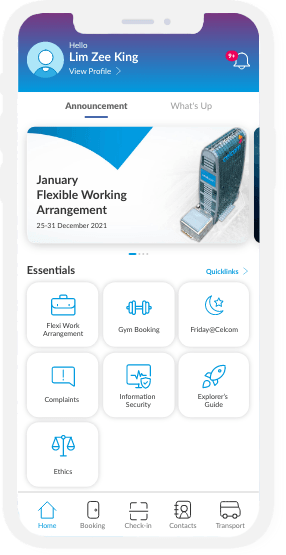 Hello
Lim Zee King
View Profile
9+
Announcement
What's Up
January
Flexible Working
Arrangement
25-31 December 2021
Essentials
Quicklinks
Flexi Work
Arrangement
Gym Booking
Friday@Celcom
Complaints
Information
Security
Explorer's
Guide
Ethics
Home
Booking
Check-in
Contacts
Transport